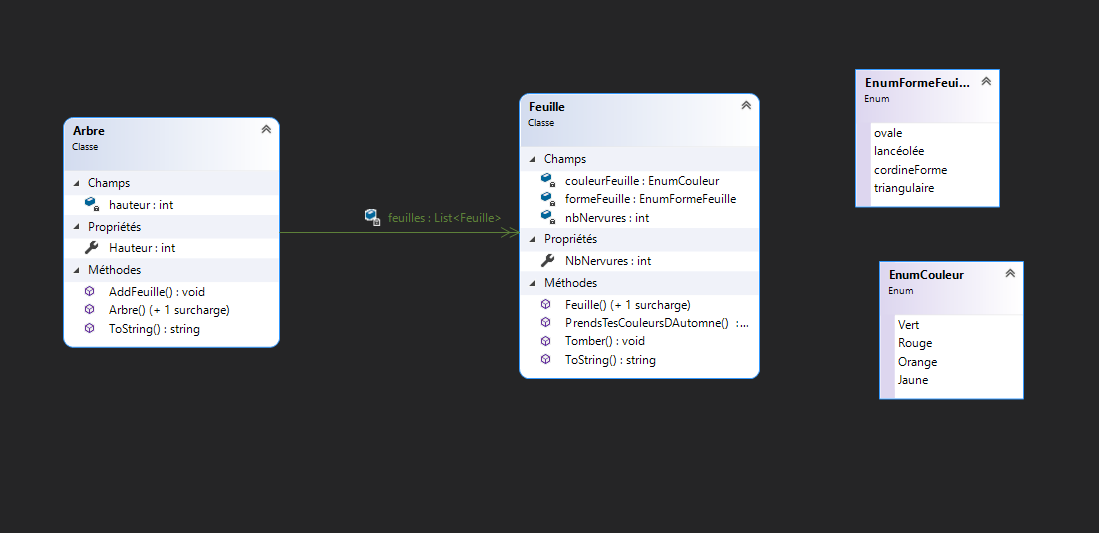 Arbre
Classe
Champs
hauteur : int
Propriétés
Hauteur : int
Méthodes
AddFeuille() : void
Arbre() (+ 1 surcharge)
ToString() : string
feuilles : List<Feuille>
Feuille
Classe
Champs
couleurFeuille : EnumCouleur
formeFeuille : EnumFormeFeuille
nbNervures : int
Propriétés
NbNervures : int
Méthodes
Feuille() (+ 1 surcharge)
PrendsTesCouleursDAutomne() :...
Tomber() : void
ToString() : string
EnumFormeFeui...
Enum
ovale
lancéolée
cordineForme
triangulaire
EnumCouleur
Enum
Vert
Rouge
Orange
Jaune